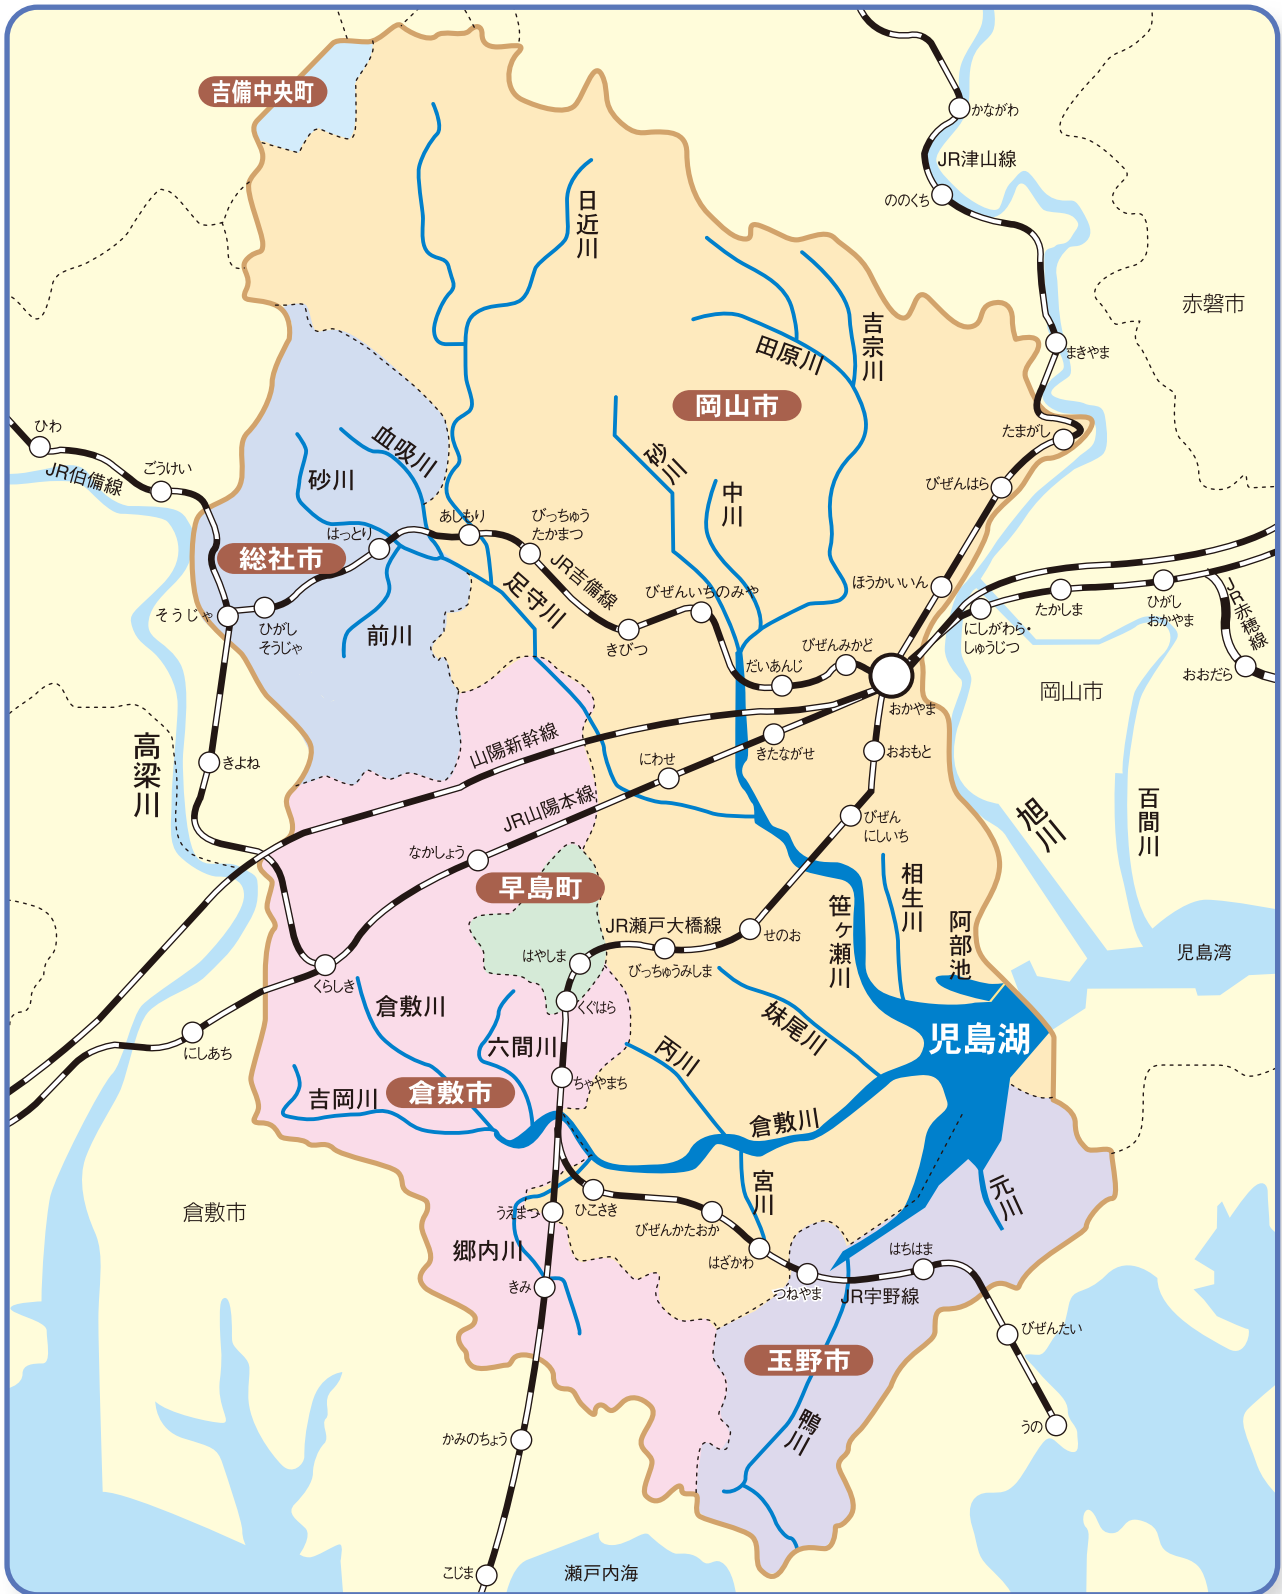 吉備中央町
かながわ
JR津山線
ののくち
日近川
赤磐市
吉宗川
田原川
まきやま
岡山市
ひわ
JR伯備線
ごうけい
血吸川
砂川
砂川
中川
たまがし
びぜんはら
あしもり
びっちゅう
たかまつ
はっとり
総社市
JR吉備線
足守川
びぜんいちのみや
ほうかいいん
たかしま
ひがし
おかやま
JR赤穂線
そうじゃ
ひがし
そうじゃ
前川
きびつ
びぜんみかど
だいあんじ
にしがわら・
しゅうじつ
おおだら
岡山市
おかやま
高梁川
きよね
山陽新幹線
にわせ
きたながせ
おおもと
JR山陽本線
びぜん
にしいち
旭川
百間川
なかしょう
早島町
相生川
笹ヶ瀬川
阿部池
JR瀬戸大橋線
せのお
はやしま
びっちゅうみしま
児島湾
くらしき
倉敷川
くぐはら
妹尾川
児島湖
にしあち
六間川
丙川
ちゃやまち
吉岡川
倉敷市
倉敷川
宮川
元川
倉敷市
うえまつ
ひこさき
びぜんかたおか
郷内川
はざかわ
はちはま
きみ
つねやま
JR宇野線
びぜんたい
玉野市
鴨川
うの
かみのちょう
こじま
瀬戸内海